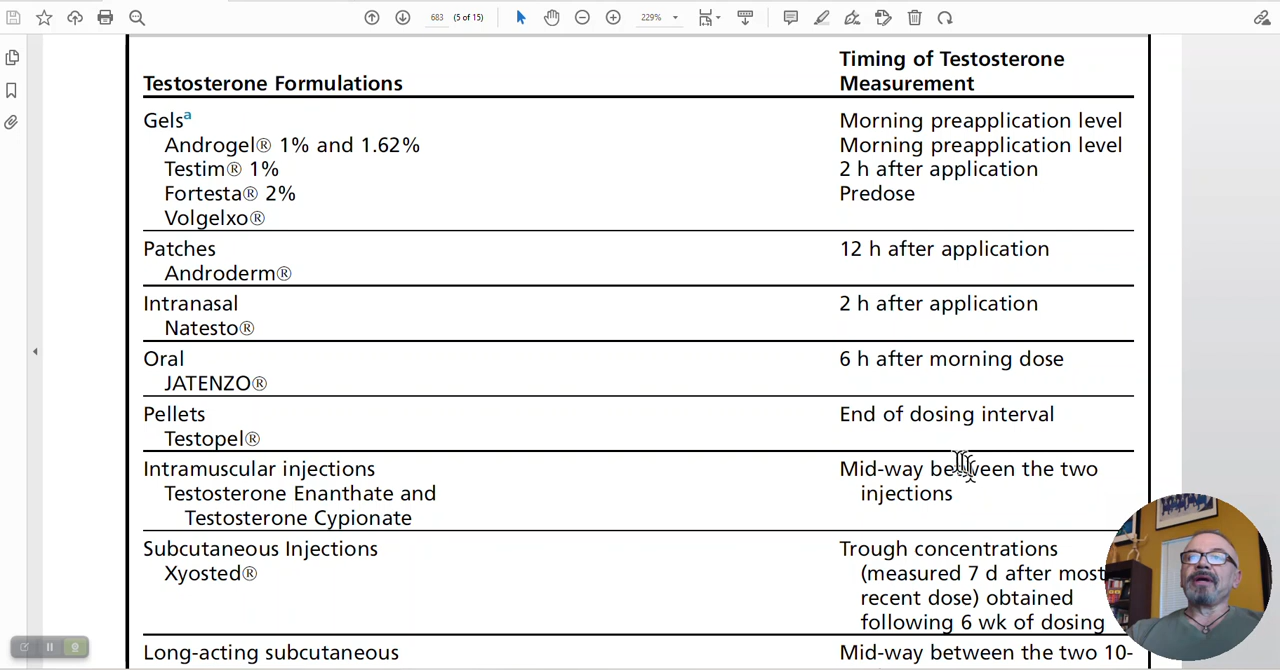 683 (5 of 15) 229%
Timing of Testosterone
Testosterone Formulations Measurement
Gelsa Morning preapplication level
Androgel® 1% and 1.62% Morning preapplication level
Testim® 1% 2 h after application
Fortesta® 2% Predose
Volgelxo®
Patches 12 h after application
Androderm®
Intranasal 2 h after application
Natesto®
Oral 6 h after morning dose
JATENZO®
Pellets End of dosing interval
Testopel®
Intramuscular injections Mid-way between the two
Testosterone Enanthate and injections
Testosterone Cypionate
Subcutaneous Injections Trough concentrations
Xyosted® (measured 7 d after most
recent dose) obtained
following 6 wk of dosing
Long-acting subcutaneous Mid-way between the two 10-